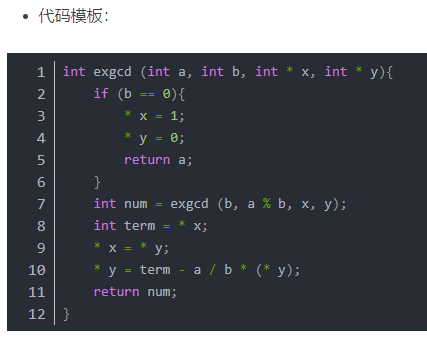 代码模板：
1 int exgcd (int a, int b, int * x, int * y){
2     if (b == 0){
3         * x = 1;
4         * y = 0;
5         return a;
6     }
7     int num = exgcd (b, a % b, x, y);
8     int term = * x;
9     * x = * y;
10     * y = term - a / b * (* y);
11     return num;
12 }